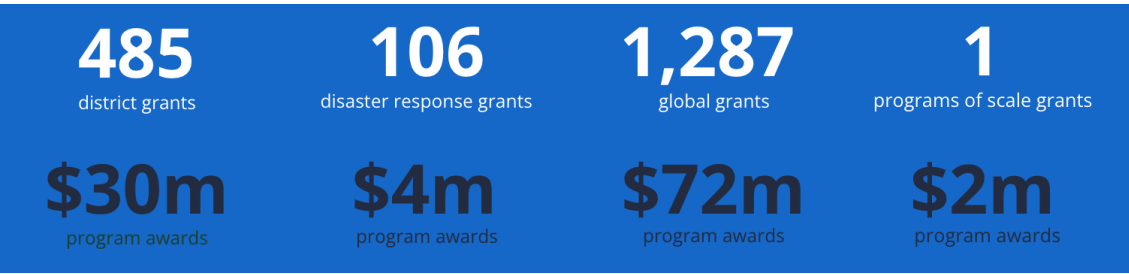 485 106 1,287 1
district grants disaster response grants global grants programs of scale grants
$30m $4m $72m $2m
program awards program awards program awards program awards